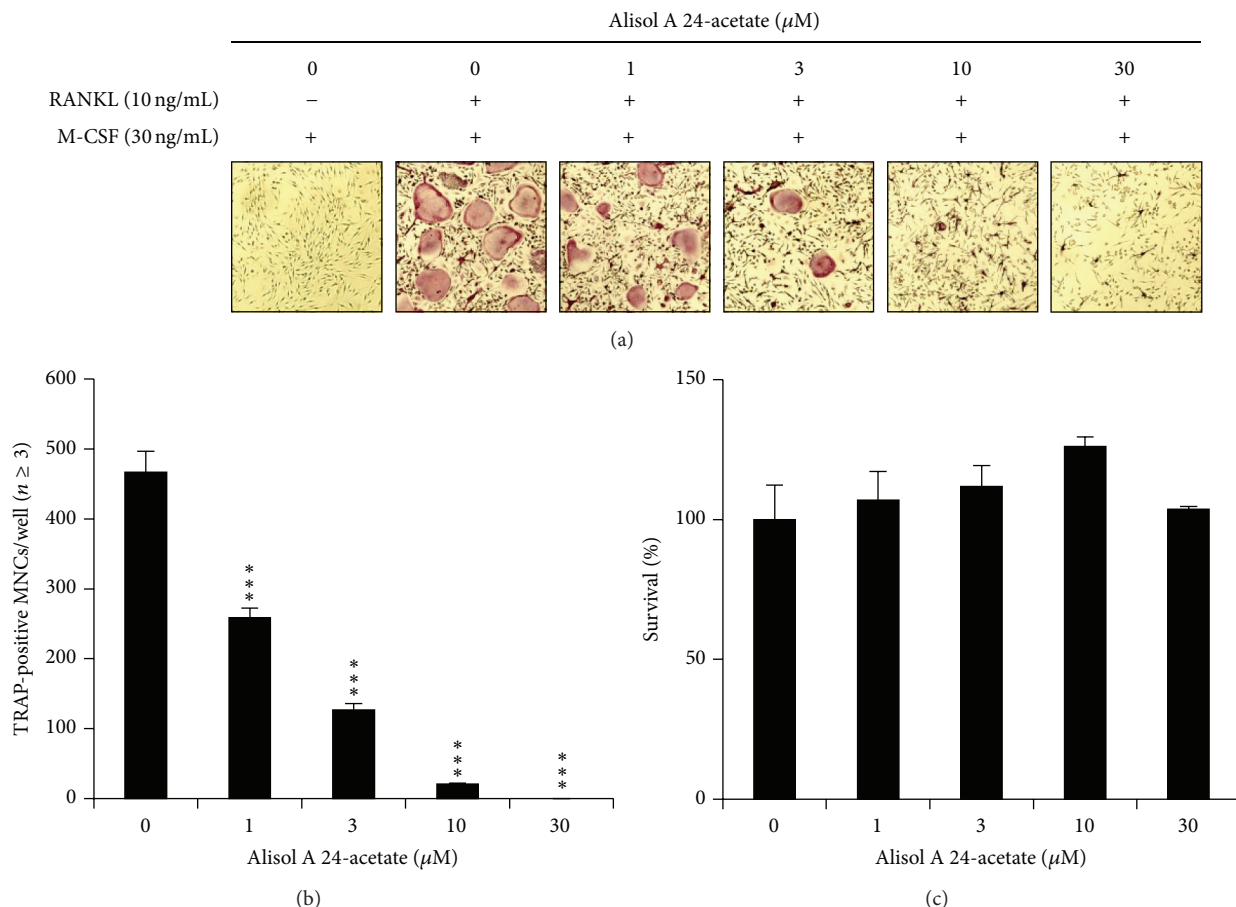 Alisol A 24-acetate (μM)
0 0 1 3 10 30
RANKL (10 ng/mL) − + + + + +
M-CSF (30 ng/mL) + + + + + +
(a)
600
500
400
300
200
100
0
TRAP-positive MNCs/well (n ≥ 3)
***
***
***
***
0 1 3 10 30
Alisol A 24-acetate (μM)
(b)
150
100
50
0
Survival (%)
0 1 3 10 30
Alisol A 24-acetate (μM)
(c)